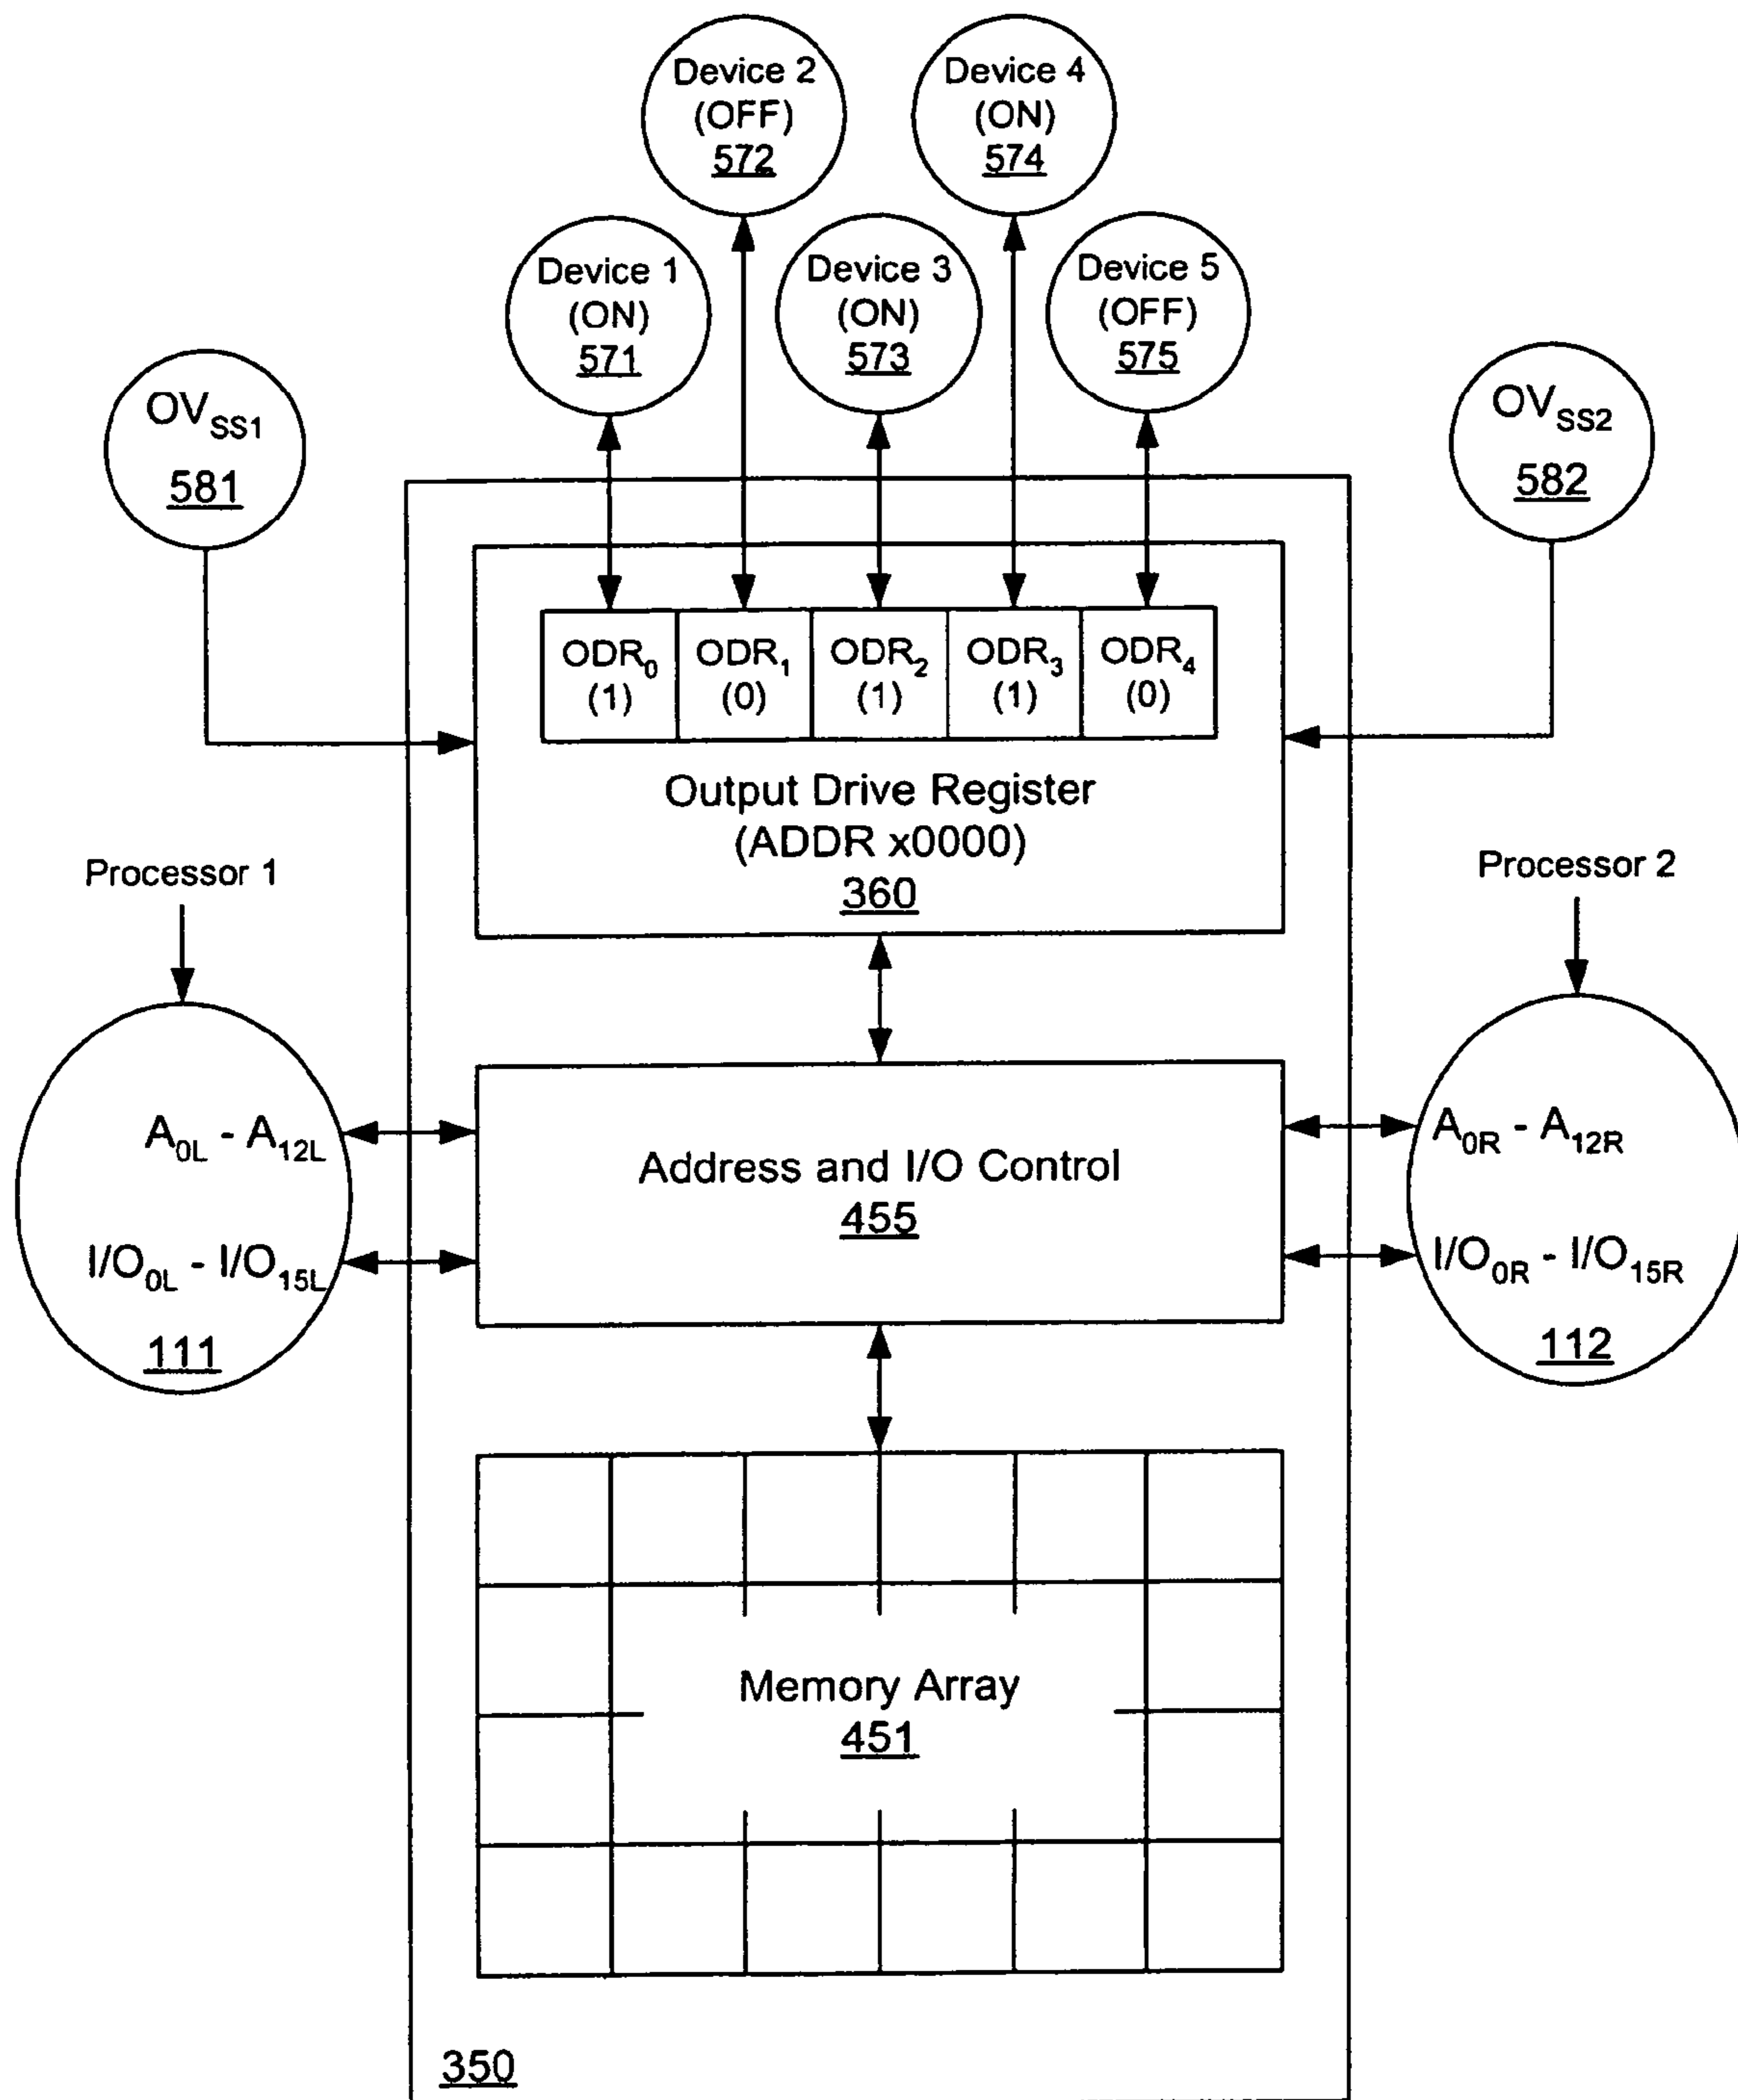 Device 2
(OFF)
572
Device 4
(ON)
574
Device 1
(ON)
571
Device 3
(ON)
573
Device 5
(OFF)
575
OVSS1
581
OVSS2
582
ODR0
(1)
ODR1
(0)
ODR2
(1)
ODR3
(1)
ODR4
(0)
Output Drive Register
(ADDR x0000)
360
Processor 1
Processor 2
A0L - A12L
I/O0L - I/O15L
111
Address and I/O Control
455
A0R - A12R
I/O0R - I/O15R
112
Memory Array
451
350